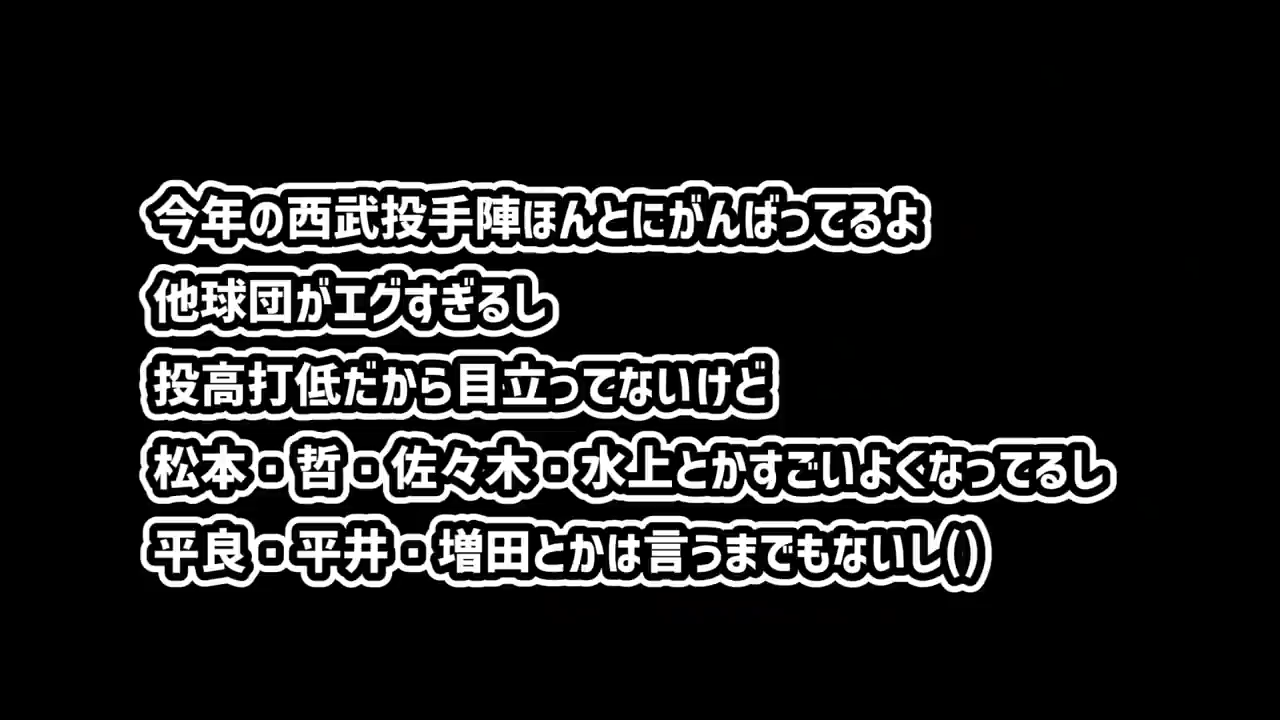 今年の西武投手陣ほんとにがんばってるよ
他球団がエグすぎるし
投高打低だから目立ってないけど
松本・哲・佐々木・水上とかすごいよくなってるし
平良・平井・増田とかは言うまでもないし()